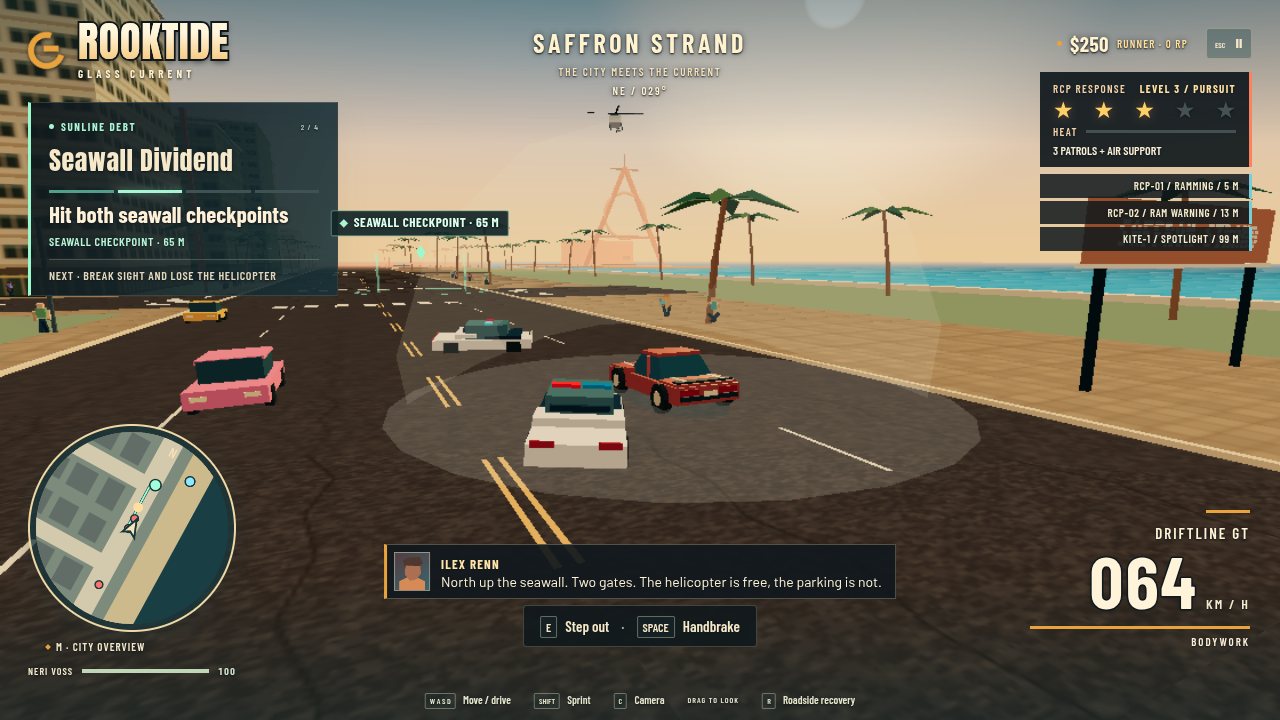 ROOKTIDE
GLASS CURRENT
SAFFRON STRAND
THE CITY MEETS THE CURRENT
NE / 029°
$250 RUNNER · 0 RP
ESC
RCP RESPONSE LEVEL 3 / PURSUIT
HEAT
3 PATROLS + AIR SUPPORT
RCP-01 / RAMMING / 5 M
RCP-02 / RAM WARNING / 13 M
KITE-1 / SPOTLIGHT / 99 M
SUNLINE DEBT 2 / 4
Seawall Dividend
Hit both seawall checkpoints
SEAWALL CHECKPOINT · 65 M
NEXT · BREAK SIGHT AND LOSE THE HELICOPTER
SEAWALL CHECKPOINT · 65 M
N
M · CITY OVERVIEW
NERI VOSS 100
ILEX RENN
North up the seawall. Two gates. The helicopter is free, the parking is not.
E Step out · SPACE Handbrake
DRIFTLINE GT
064 KM / H
BODYWORK
WASD Move / drive SHIFT Sprint C Camera DRAG TO LOOK R Roadside recovery